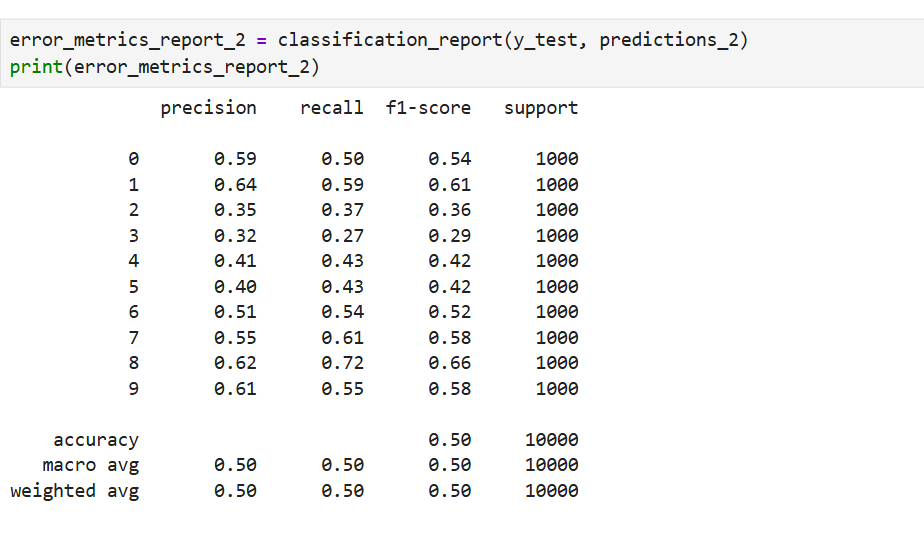 error_metrics_report_2 = classification_report(y_test, predictions_2)
print(error_metrics_report_2)
precision recall f1-score support
0 0.59 0.50 0.54 1000
1 0.64 0.59 0.61 1000
2 0.35 0.37 0.36 1000
3 0.32 0.27 0.29 1000
4 0.41 0.43 0.42 1000
5 0.40 0.43 0.42 1000
6 0.51 0.54 0.52 1000
7 0.55 0.61 0.58 1000
8 0.62 0.72 0.66 1000
9 0.61 0.55 0.58 1000
accuracy 0.50 10000
macro avg 0.50 0.50 0.50 10000
weighted avg 0.50 0.50 0.50 10000